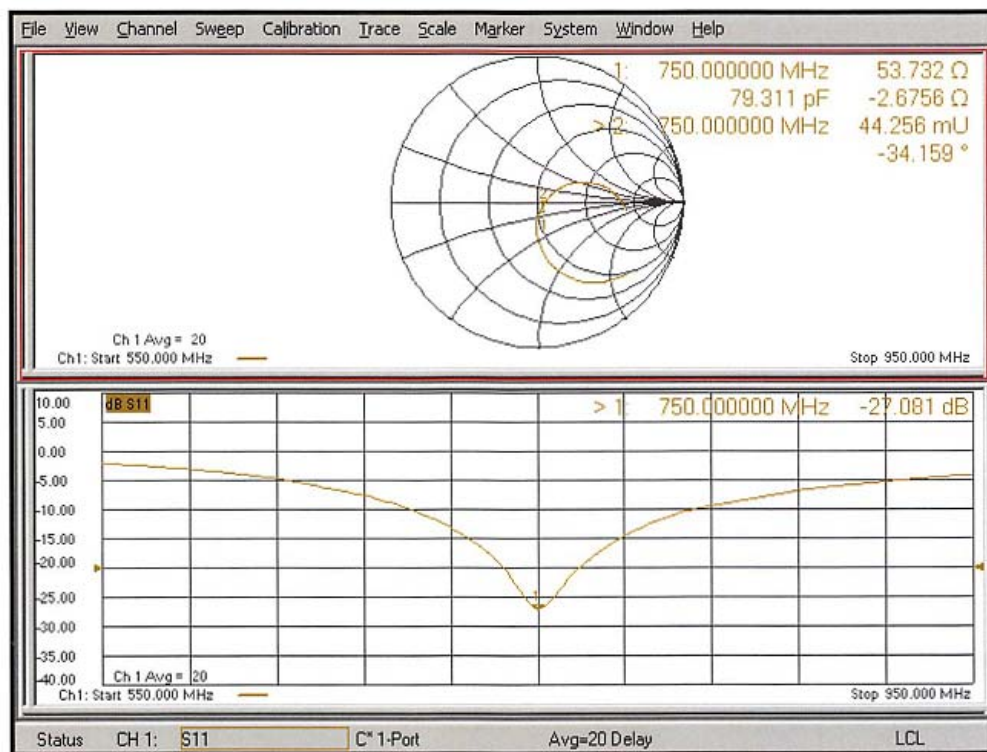 File View Channel Sweep Calibration Trace Scale Marker System Window Help
1: 750.000000 MHz 53.732 Ω
79.311 pF -2.6756 Ω
> 2: 750.000000 MHz 44.256 mU
-34.159 °
Ch 1 Avg = 20
Ch1: Start 550.000 MHz
Stop 950.000 MHz
10.00
dB S11
> 1: 750.000000 MHz -27.081 dB
5.00
0.00
-5.00
-10.00
-15.00
-20.00
-25.00
1
-30.00
-35.00
-40.00
Ch 1 Avg = 20
Ch1: Start 550.000 MHz
Stop 950.000 MHz
Status CH 1: S11 C* 1-Port Avg=20 Delay LCL